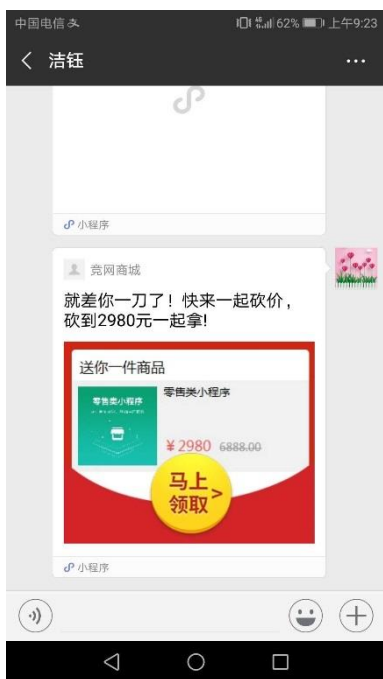 中国电信 62% 上午9:23
洁钰
小程序
竞网商城
就差你一刀了！快来一起砍价，
砍到2980元一起拿!
送你一件商品
零售类小程序
零售类小程序
¥2980 6888.00
马上
领取>
小程序